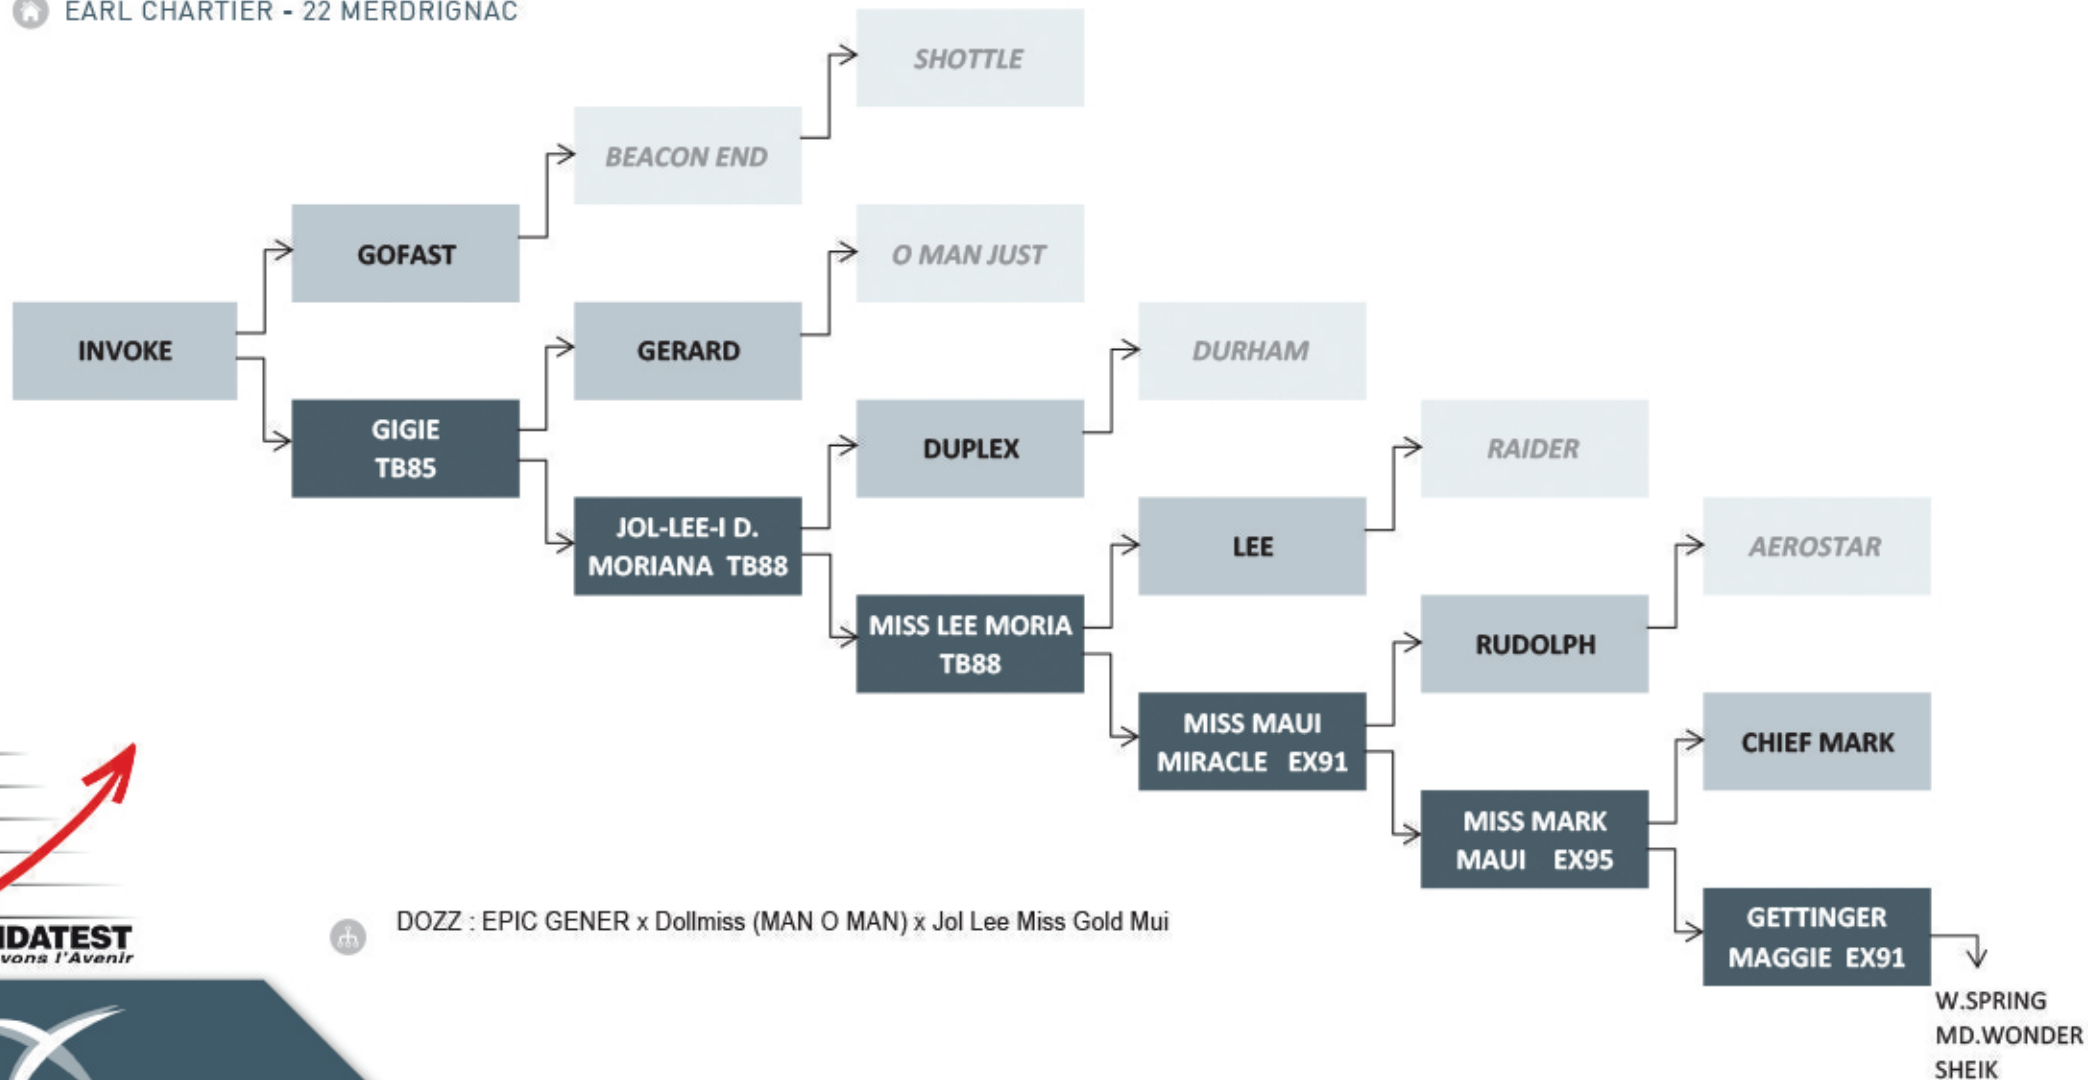 EARL CHARTIER - 22 MERDRIGNAC
SHOTTLE
BEACON END
GOFAST
O MAN JUST
INVOKE
GERARD
DURHAM
GIGIE
TB85
DUPLEX
RAIDER
JOL-LEE-I D.
MORIANA TB88
LEE
AEROSTAR
MISS LEE MORIA
TB88
RUDOLPH
MISS MAUI
MIRACLE EX91
CHIEF MARK
MISS MARK
MAUI EX95
GETTINGER
MAGGIE EX91
W.SPRING
MD.WONDER
SHEIK
DOZZ : EPIC GENER x Dollmiss (MAN O MAN) x Jol Lee Miss Gold Mui
IDATEST
vons l'Avenir